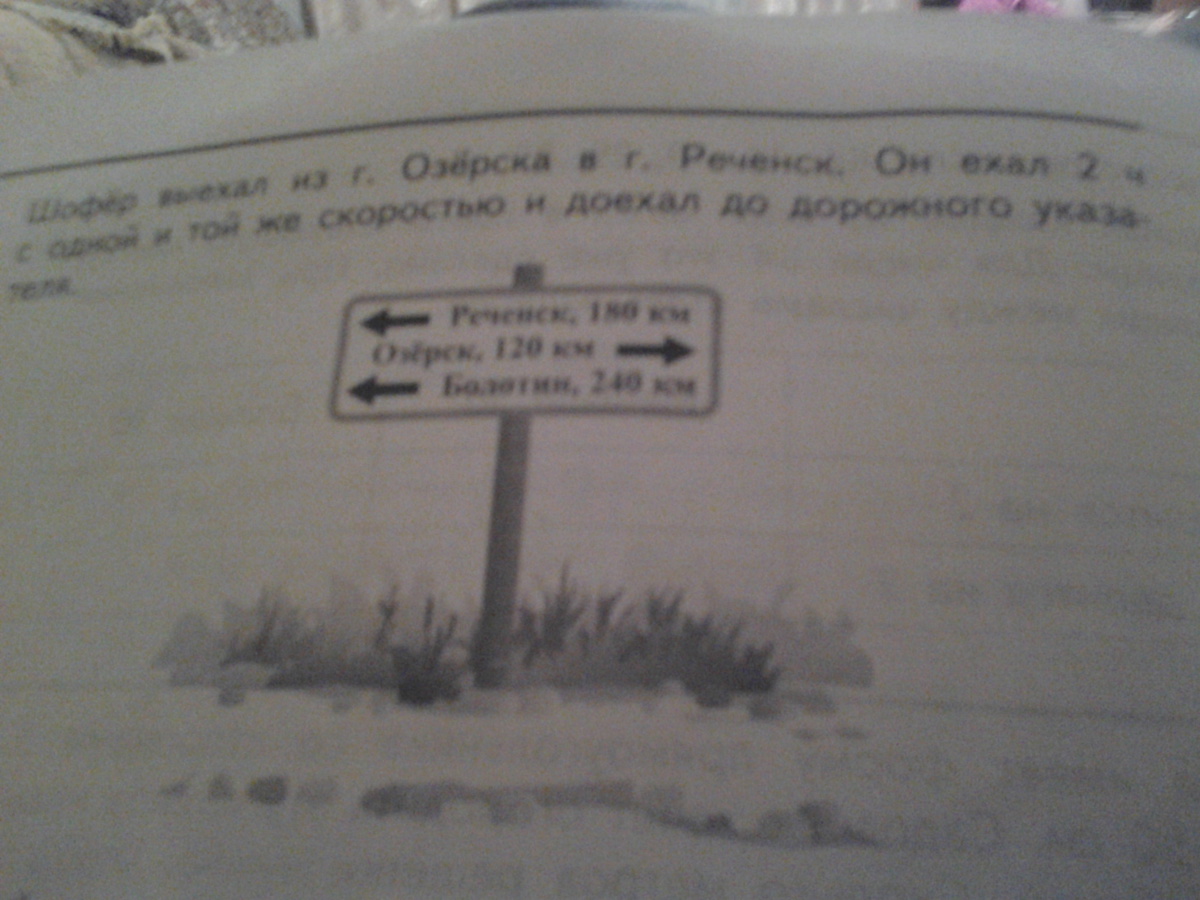 Шофёр выехал из г. Озёрска в г. Реченск. Он ехал 2 ч
с одной и той же скоростью и доехал до дорожного указа-
теля.
Реченск, 180 км
Озёрск, 120 км
Болотин, 240 км